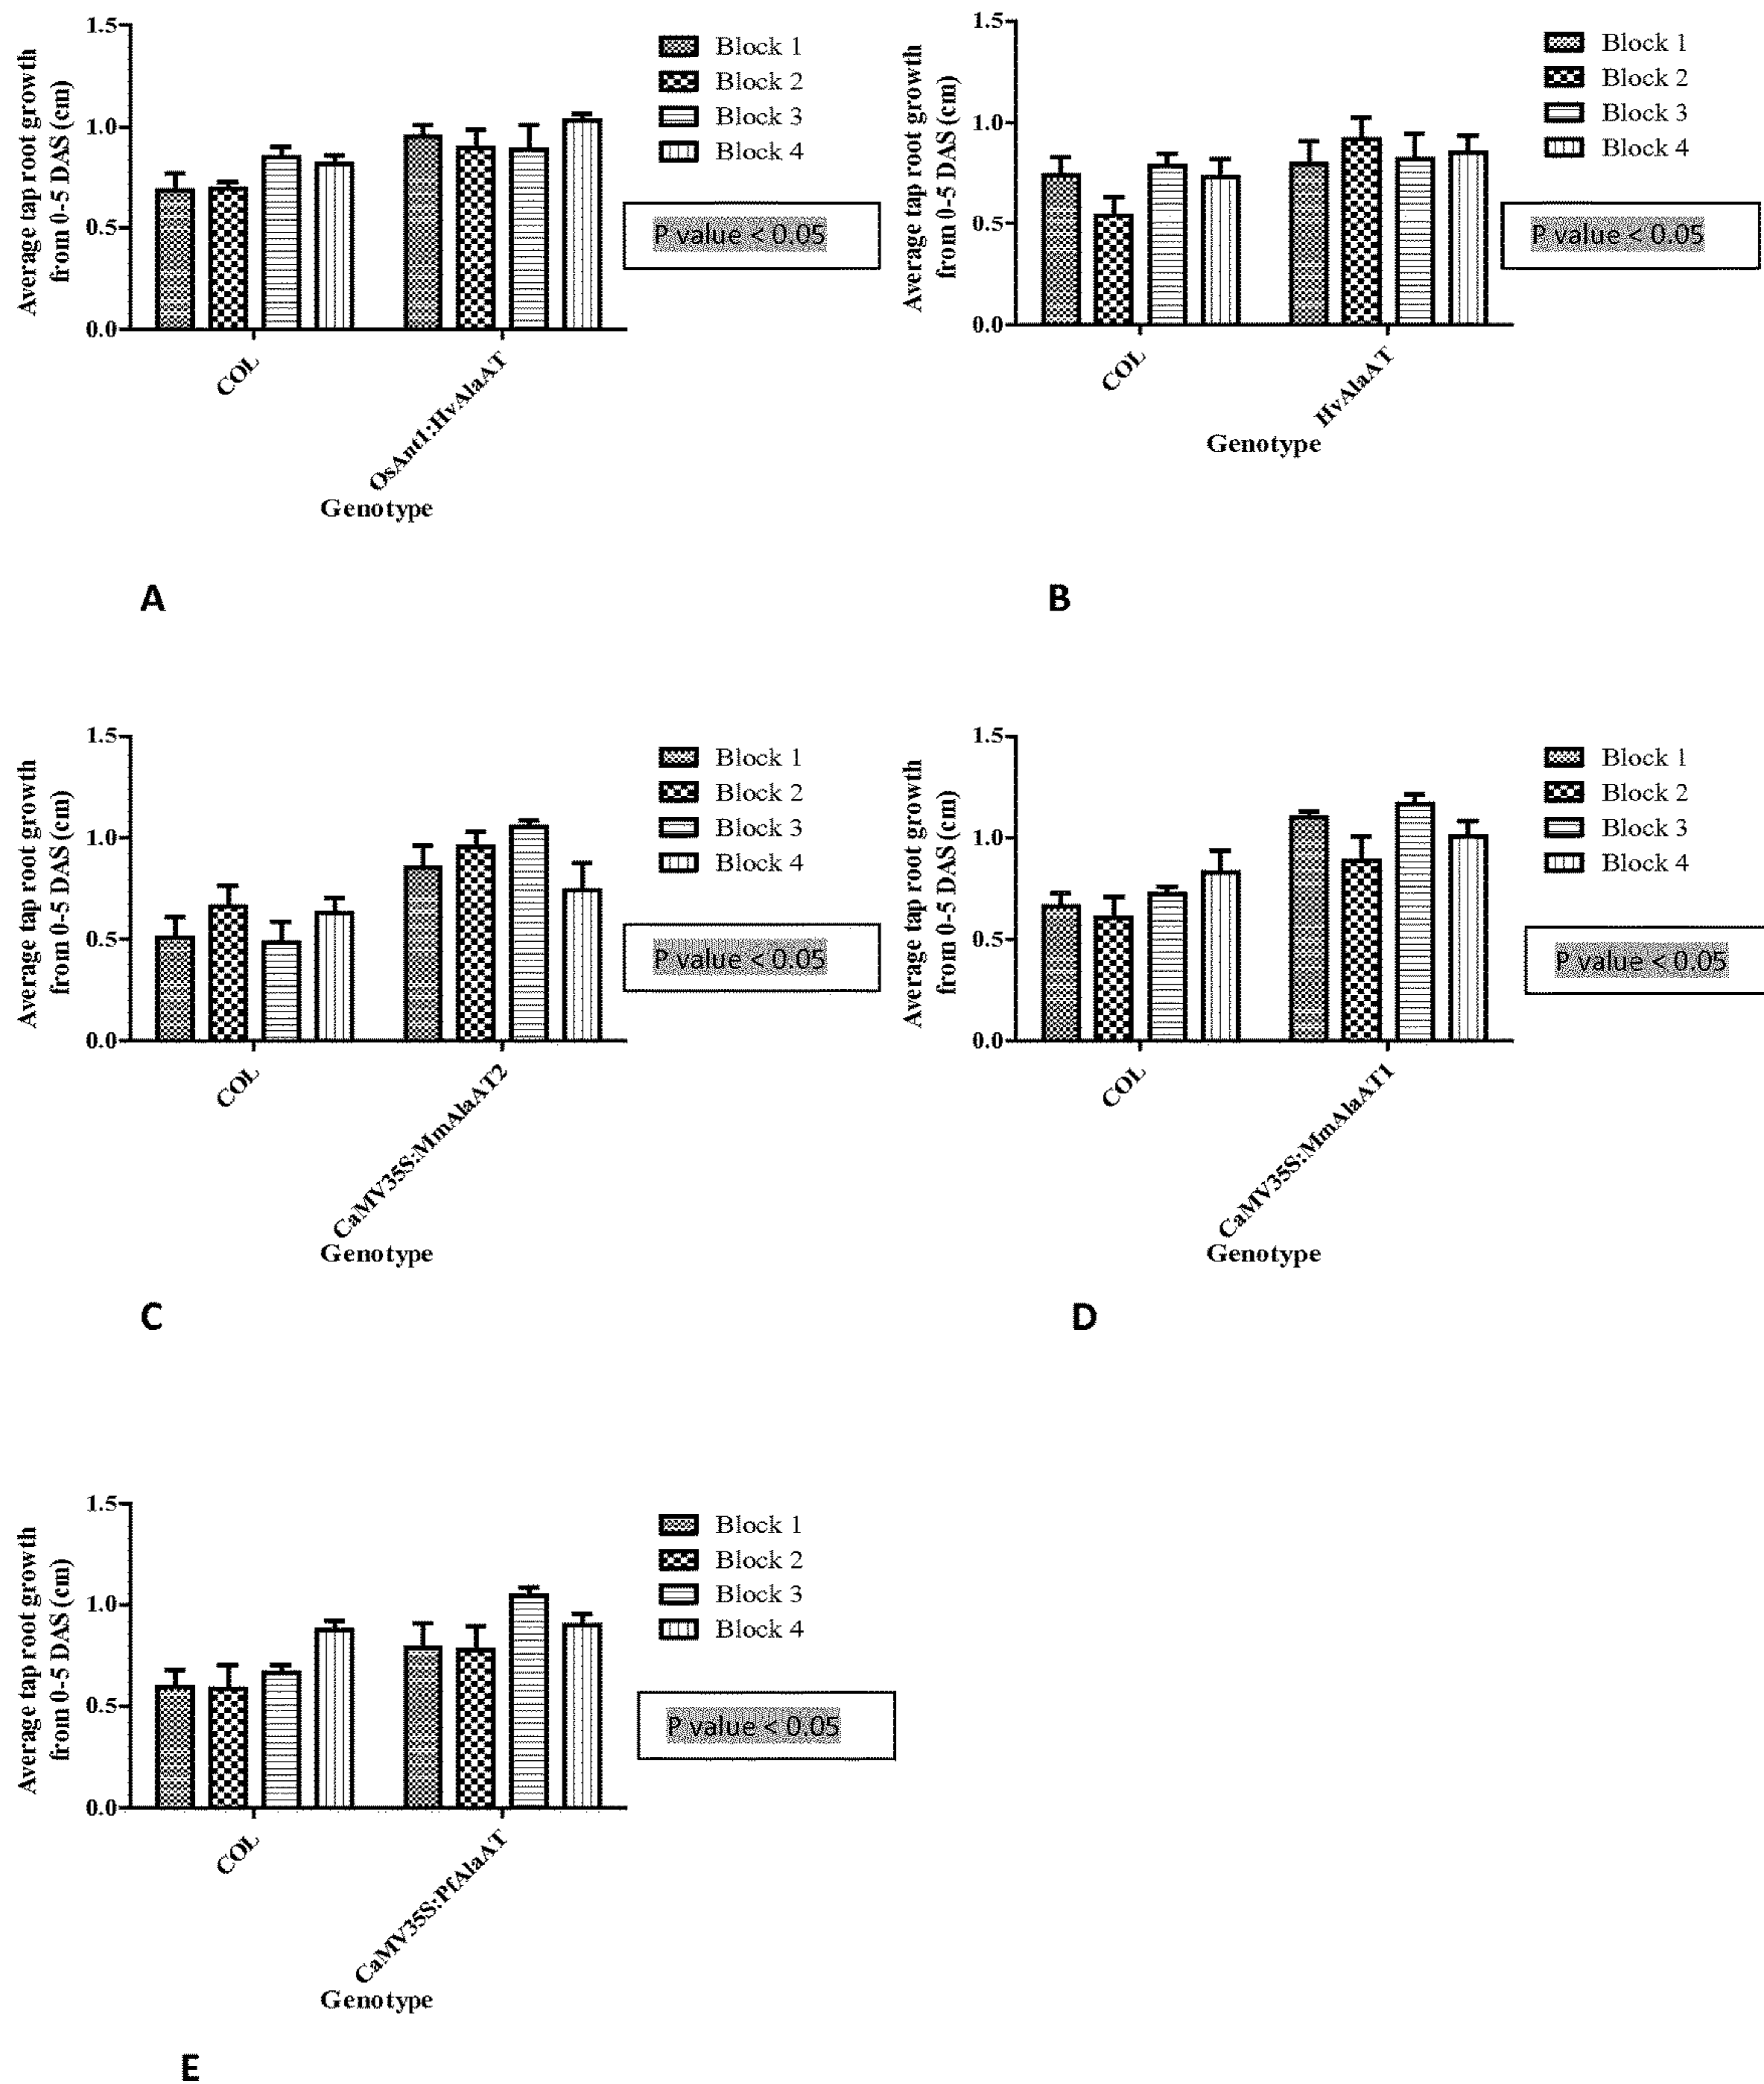 Average tap root growth
from 0-5 DAS (cm)
1.5
1.0
0.5
0.0
Block 1
Block 2
Block 3
Block 4
P value < 0.05
COL
OsAnt1:HvAlaAT
Genotype
A
Average tap root growth
from 0-5 DAS (cm)
1.5
1.0
0.5
0.0
Block 1
Block 2
Block 3
Block 4
P value < 0.05
COL
HvAlaAT
Genotype
B
Average tap root growth
from 0-5 DAS (cm)
1.5
1.0
0.5
0.0
Block 1
Block 2
Block 3
Block 4
P value < 0.05
COL
CaMV35S:MmAlaAT2
Genotype
C
Average tap root growth
from 0-5 DAS (cm)
1.5
1.0
0.5
0.0
Block 1
Block 2
Block 3
Block 4
P value < 0.05
COL
CaMV35S:MmAlaAT1
Genotype
D
Average tap root growth
from 0-5 DAS (cm)
1.5
1.0
0.5
0.0
Block 1
Block 2
Block 3
Block 4
P value < 0.05
COL
CaMV35S:PfAlaAT
Genotype
E